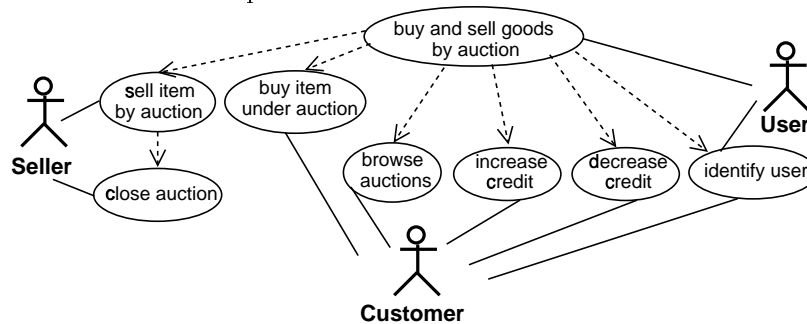 buy and sell goods
by auction
sell item
by auction
buy item
under auction
User
Seller
browse
auctions
increase
credit
decrease
credit
identify user
close auction
Customer